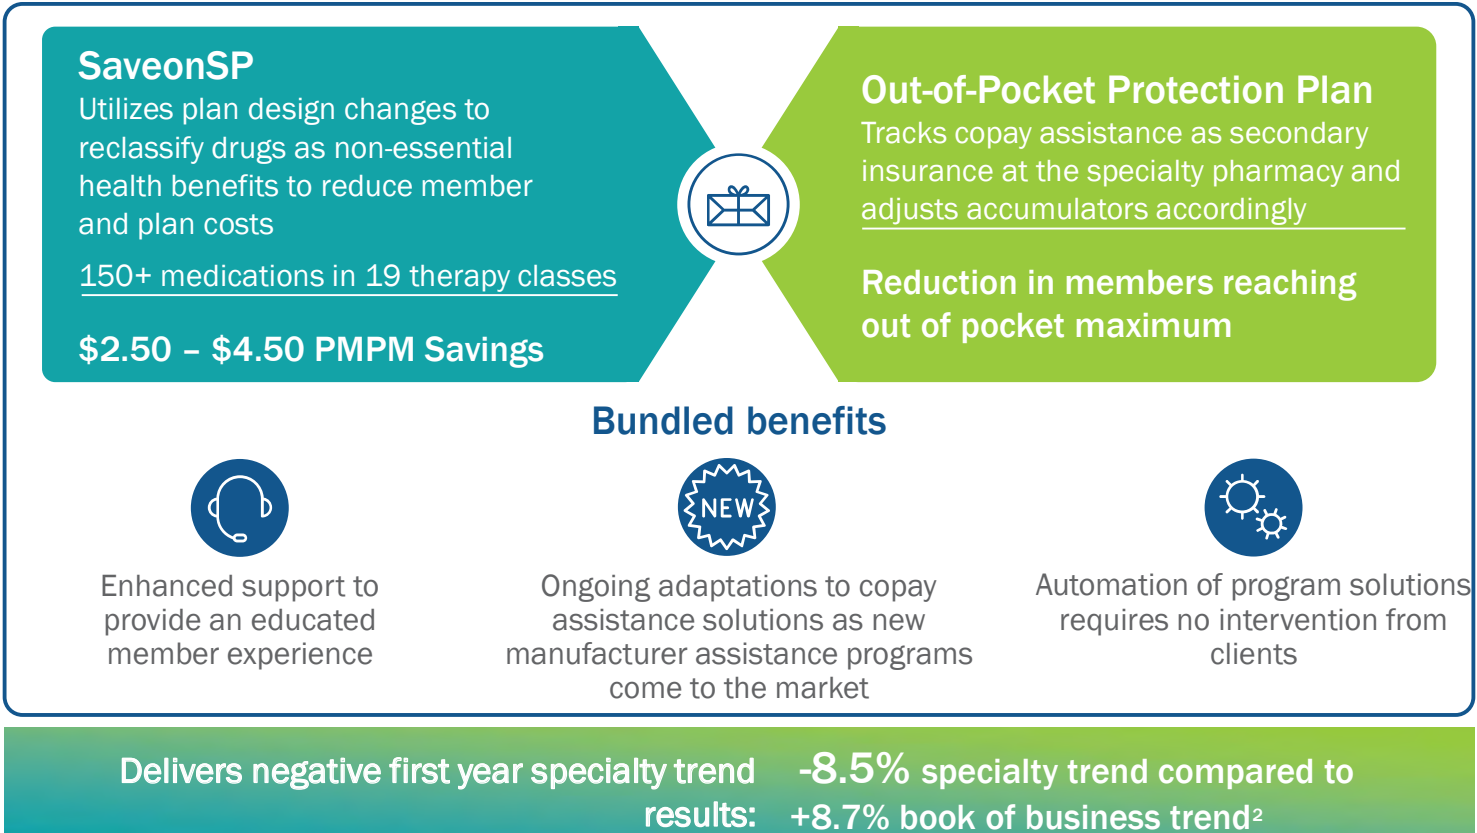 SaveonSP
Utilizes plan design changes to
reclassify drugs as non-essential
health benefits to reduce member
and plan costs
150+ medications in 19 therapy classes
$2.50 – $4.50 PMPM Savings
Out-of-Pocket Protection Plan
Tracks copay assistance as secondary
insurance at the specialty pharmacy and
adjusts accumulators accordingly
Reduction in members reaching
out of pocket maximum
Bundled benefits
Enhanced support to
provide an educated
member experience
NEW
Ongoing adaptations to copay
assistance solutions as new
manufacturer assistance programs
come to the market
Automation of program solutions
requires no intervention from
clients
Delivers negative first year specialty trend
results:
-8.5% specialty trend compared to
+8.7% book of business trend²